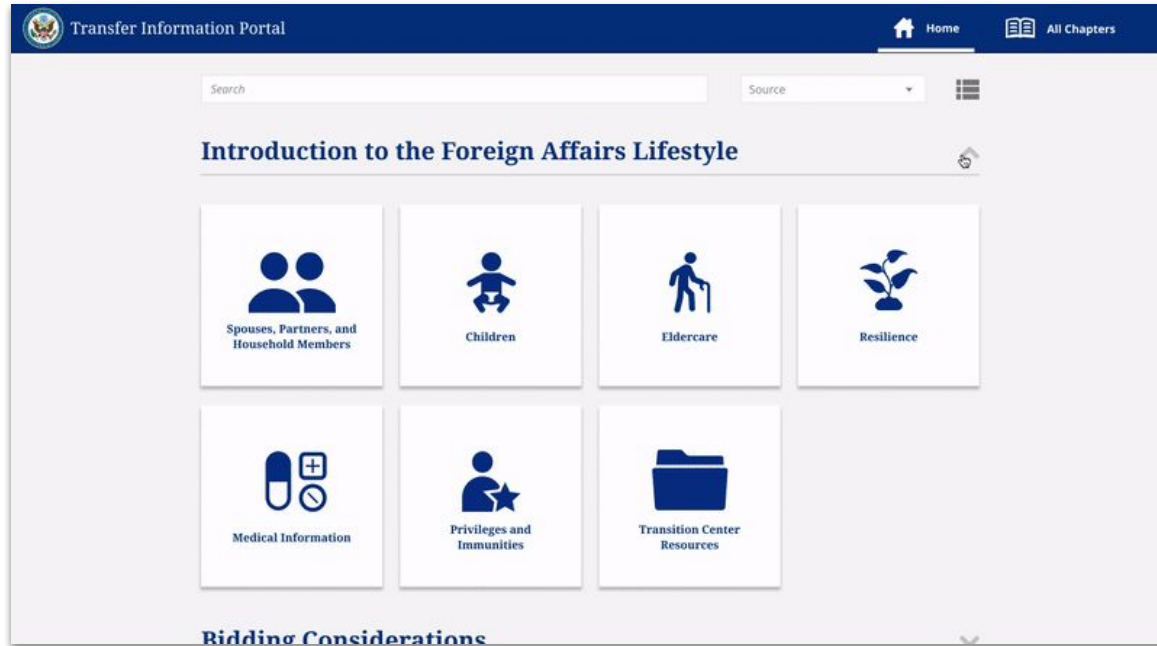 Transfer Information Portal
Home
All Chapters
Search
Source
Introduction to the Foreign Affairs Lifestyle
Spouses, Partners, and
Household Members
Children
Eldercare
Resilience
Medical Information
Privileges and
Immunities
Transition Center
Resources
Bidding Considerations